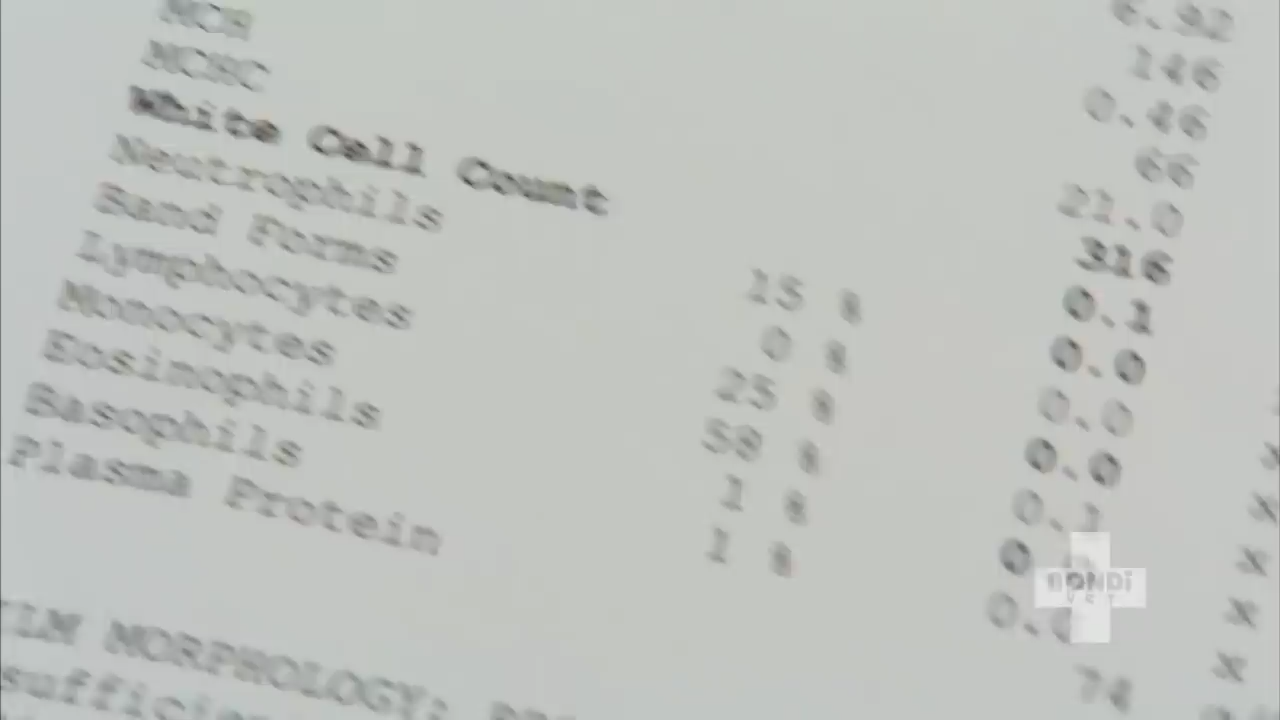 6.92
146
0.46
66
MCH 21.0
MCHC 316
White Cell Count 0.1
Neutrophils 15 % 0.0
Band Forms 0 % 0.0
Lymphocytes 25 % 0.0 x
Monocytes 58 % 0.1 x
Eosinophils 1 % x
Basophils 1 % x
Plasma Protein 74 x
MORPHOLOGY:
BONDi
VET